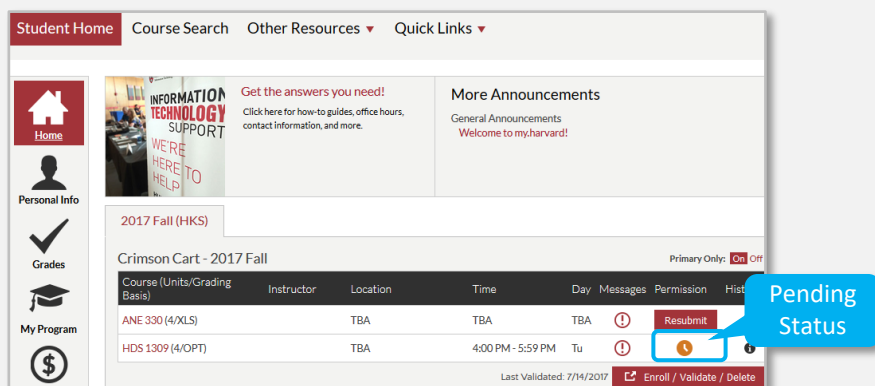 Student Home Course Search Other Resources Quick Links
INFORMATION
TECHNOLOGY
SUPPORT
WE'RE
HERE TO
HELP
Get the answers you need!
Click here for how-to guides, office hours,
contact information, and more.
More Announcements
General Announcements
Welcome to my.harvard!
Home
Personal Info
Grades
My Program
2017 Fall (HKS)
Crimson Cart - 2017 Fall Primary Only: On Off
Course (Units/Grading
Basis) Instructor Location Time Day Messages Permission
ANE 330 (4/XLS) TBA TBA TBA Resubmit
HDS 1309 (4/OPT) TBA 4:00 PM - 5:59 PM Tu
Last Validated: 7/14/2017 Enroll / Validate / Delete
Pending
Status